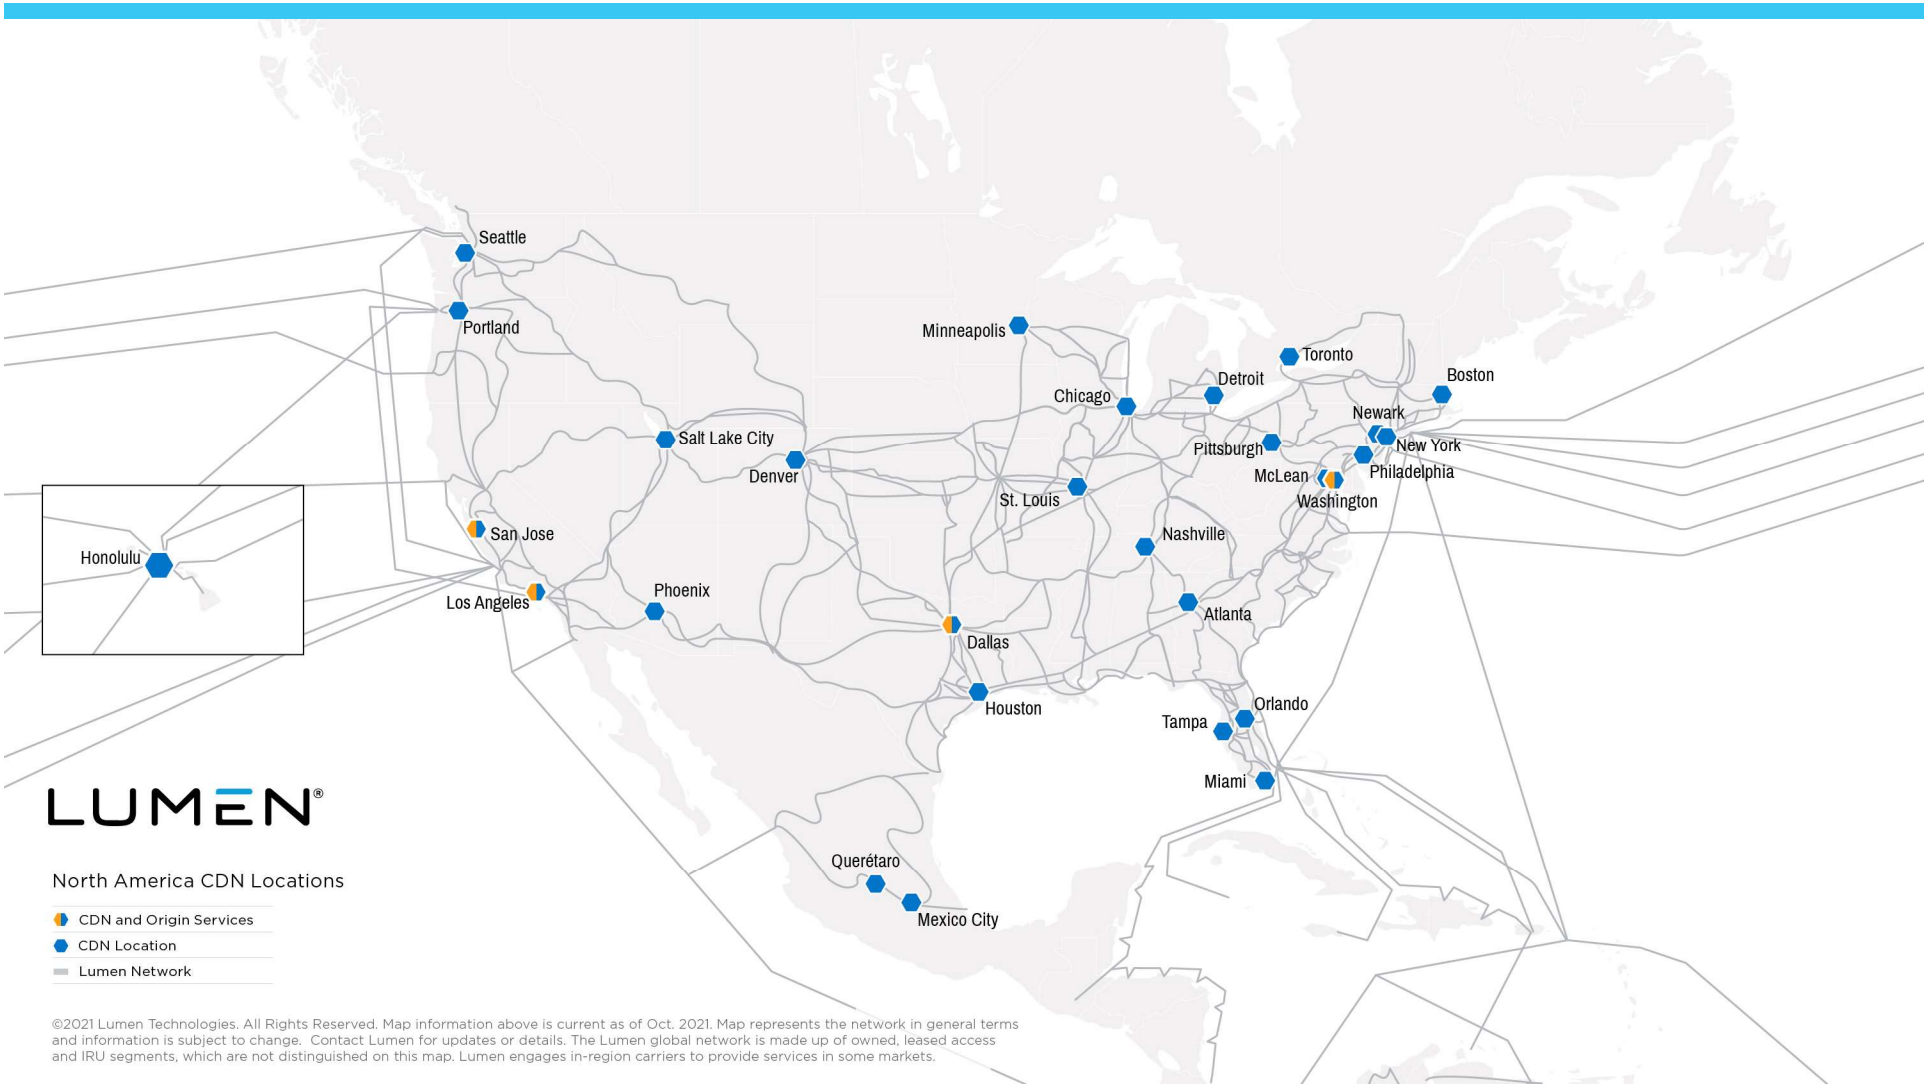 Seattle
Portland
Minneapolis
Toronto
Boston
Detroit
Chicago
Newark
New York
Salt Lake City
Pittsburgh
Denver
McLean
Philadelphia
St. Louis
Washington
San Jose
Nashville
Honolulu
Phoenix
Los Angeles
Atlanta
Dallas
Orlando
Houston
Tampa
Miami
LUMEN®
Querétaro
North America CDN Locations
Mexico City
CDN and Origin Services
CDN Location
Lumen Network
©2021 Lumen Technologies. All Rights Reserved. Map information above is current as of Oct. 2021. Map represents the network in general terms
and information is subject to change. Contact Lumen for updates or details. The Lumen global network is made up of owned, leased access
and IRU segments, which are not distinguished on this map. Lumen engages in-region carriers to provide services in some markets.